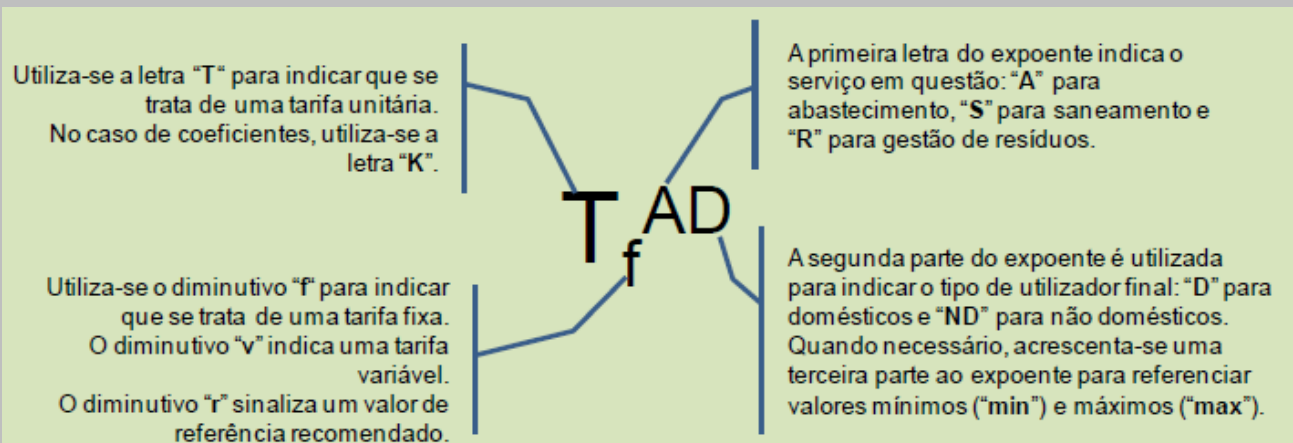 Utiliza-se a letra “T“ para indicar que se
trata de uma tarifa unitária.
No caso de coeficientes, utiliza-se a
letra “K”.
A primeira letra do expoente indica o
serviço em questão: “A” para
abastecimento, “S” para saneamento e
“R” para gestão de resíduos.
T f AD
Utiliza-se o diminutivo “f“ para indicar
que se trata de uma tarifa fixa.
O diminutivo “v” indica uma tarifa
variável.
O diminutivo “r” sinaliza um valor de
referência recomendado.
A segunda parte do expoente é utilizada
para indicar o tipo de utilizador final: “D” para
domésticos e “ND” para não domésticos.
Quando necessário, acrescenta-se uma
terceira parte ao expoente para referenciar
valores mínimos (“min”) e máximos (“max”).